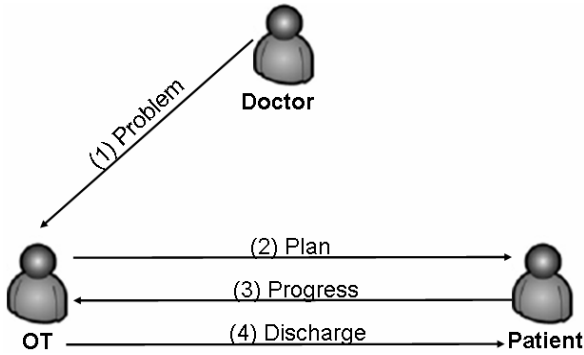 Doctor
(1) Problem
(2) Plan
(3) Progress
OT
(4) Discharge
Patient